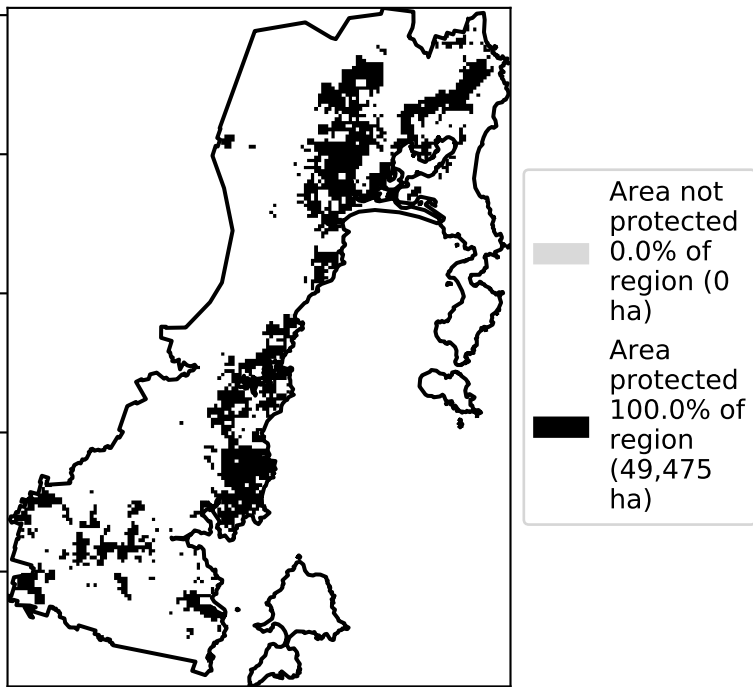 Area not
protected
0.0% of
region (0
ha)
Area
protected
100.0% of
region
(49,475
ha)